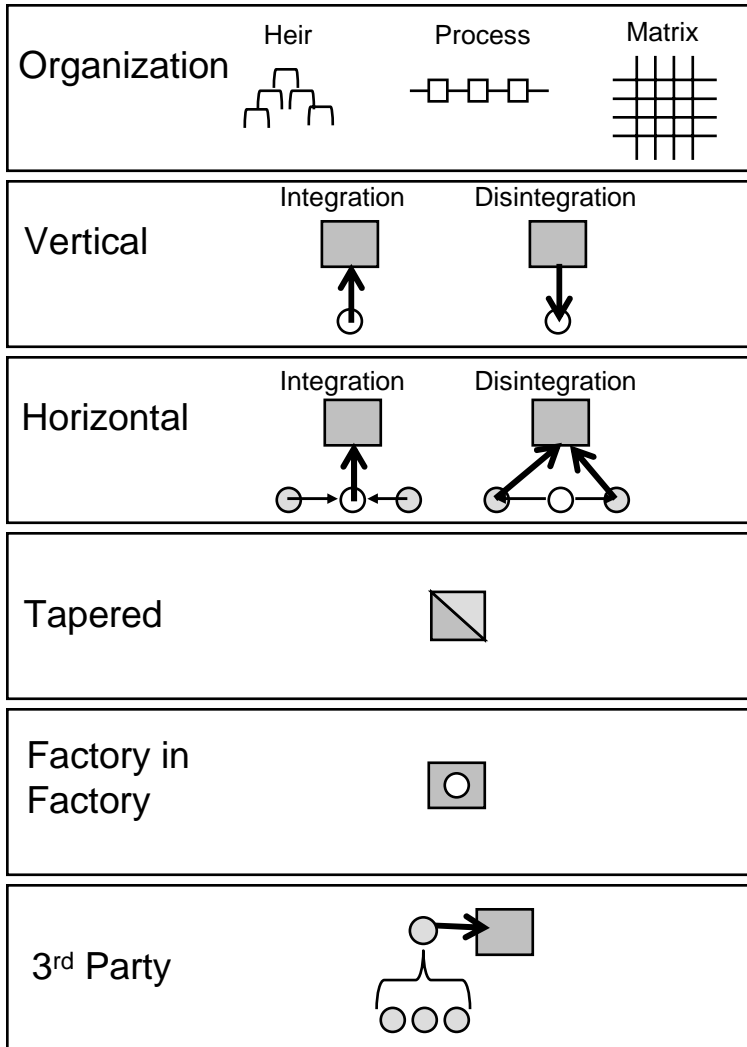 Organization
Heir
Process
Matrix
Vertical
Integration
Disintegration
Horizontal
Integration
Disintegration
Tapered
Factory in
Factory
3rd Party